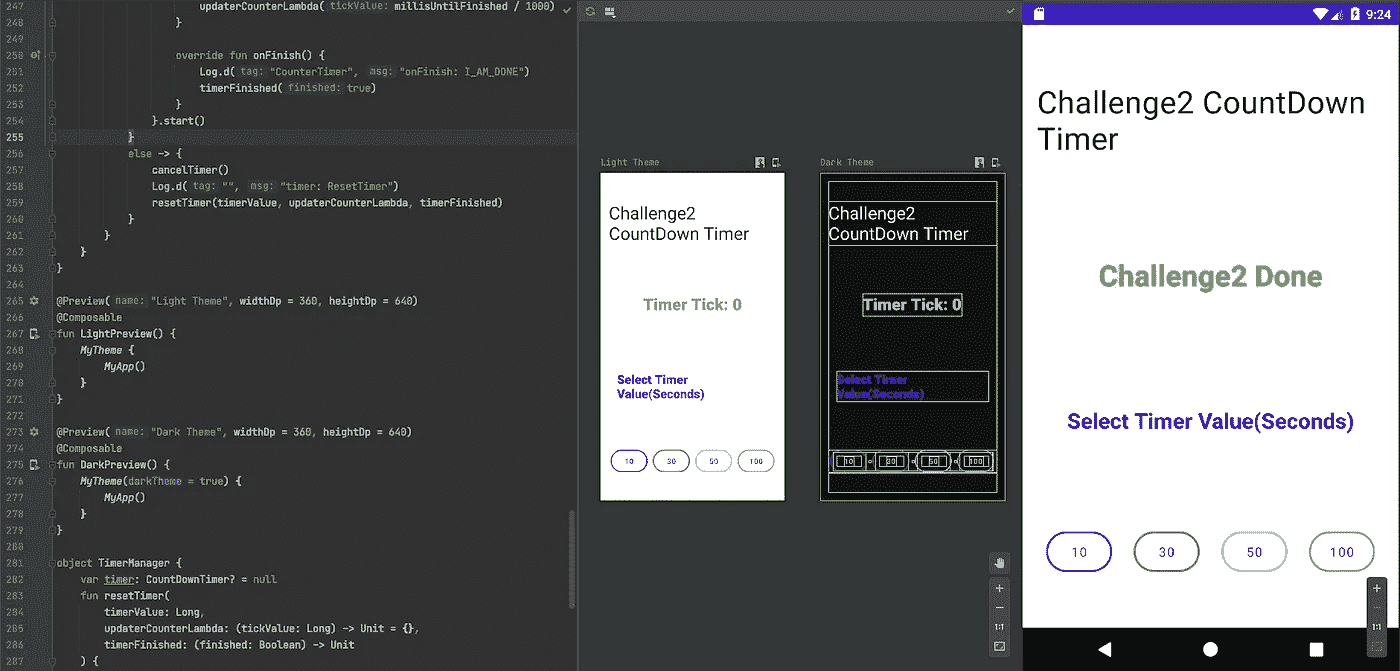 247 updaterCounterLambda( tickValue: millisUntilFinished / 1000)
248 }
249
250 override fun onFinish() {
251 Log.d( tag: "CounterTimer", msg: "onFinish: I_AM_DONE")
252 timerFinished( finished: true)
253 }
254 }.start()
255 }
256 else -> {
257 cancelTimer()
258 Log.d( tag: "", msg: "timer: ResetTimer")
259 resetTimer(timerValue, updaterCounterLambda, timerFinished)
260 }
261 }
262 }
263 }
264
265 @Preview( name: "Light Theme", widthDp = 360, heightDp = 640)
266 @Composable
267 fun LightPreview() {
268 MyTheme {
269 MyApp()
270 }
271 }
272
273 @Preview( name: "Dark Theme", widthDp = 360, heightDp = 640)
274 @Composable
275 fun DarkPreview() {
276 MyTheme(darkTheme = true) {
277 MyApp()
278 }
279 }
280
281 object TimerManager {
282 var timer: CountDownTimer? = null
283 fun resetTimer(
284 timerValue: Long,
285 updaterCounterLambda: (tickValue: Long) -> Unit = {},
286 timerFinished: (finished: Boolean) -> Unit
287 ) {
Light Theme
Challenge2
CountDown Timer
Timer Tick: 0
Select Timer
Value(Seconds)
10 30 50 100
Dark Theme
Challenge2
CountDown Timer
Timer Tick: 0
Select Timer
Value(Seconds)
10 30 50 100
1:1
9:24
Challenge2 CountDown
Timer
Challenge2 Done
Select Timer Value(Seconds)
10 30 50 100
1:1